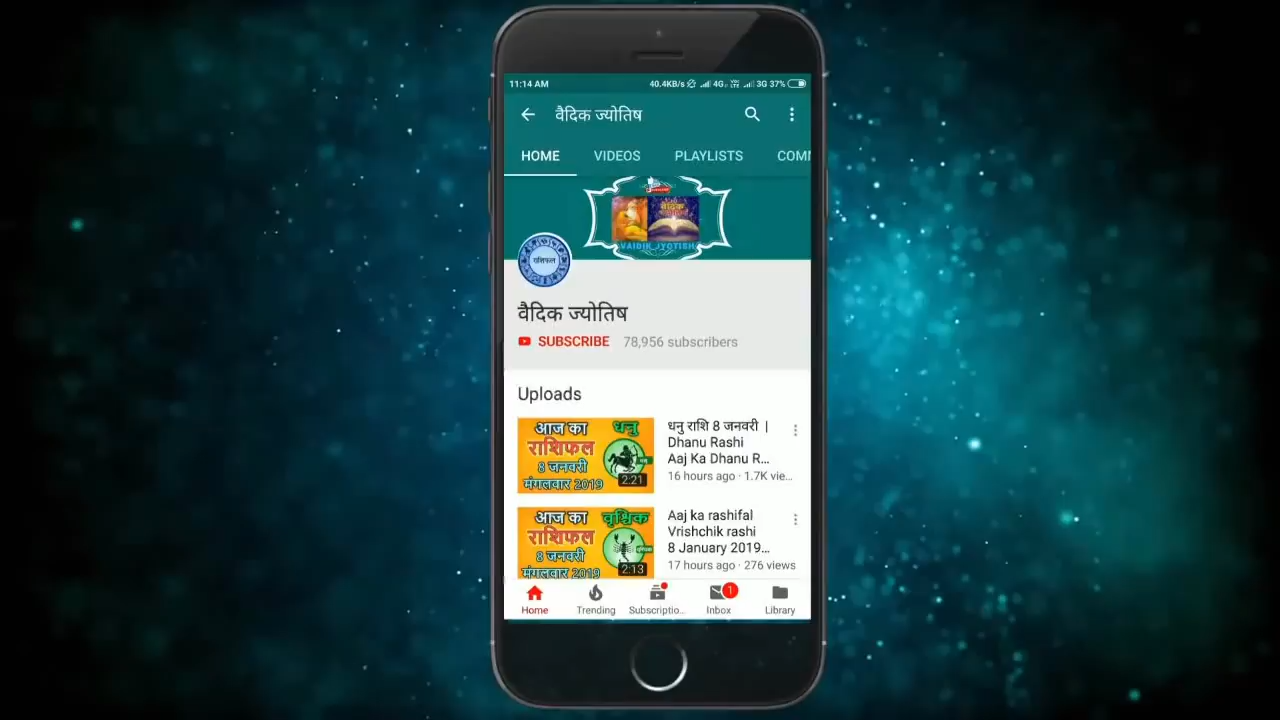 11:14 AM 40.4KB/s 4G 3G 37%
वैदिक ज्योतिष
HOME VIDEOS PLAYLISTS COMM
वैदिक
VAIDIK JYOTISH
राशिफल
वैदिक ज्योतिष
SUBSCRIBE 78,956 subscribers
Uploads
आज का धनु
राशिफल
8 जनवरी
मंगलवार 2019
2:21
धनु राशि 8 जनवरी |
Dhanu Rashi
Aaj Ka Dhanu R...
16 hours ago · 1.7K vie...
आज का वृश्चिक
राशिफल
8 जनवरी
मंगलवार 2019
2:13
Aaj ka rashifal
Vrishchik rashi
8 January 2019...
17 hours ago · 276 views
1
Home Trending Subscriptio... Inbox Library